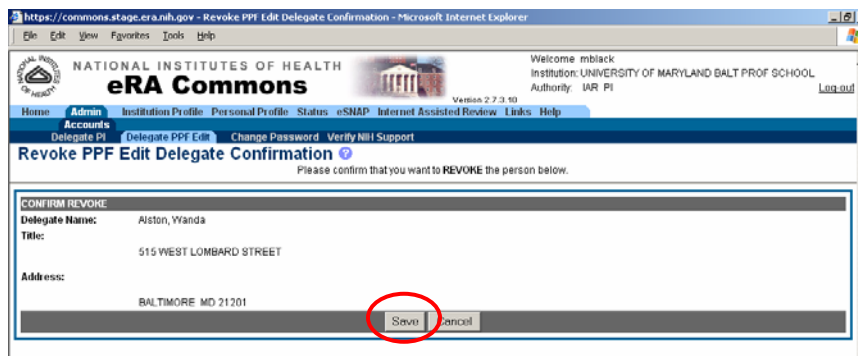 https://commons.stage.era.nih.gov - Revoke PPF Edit Delegate Confirmation - Microsoft Internet Explorer
File Edit View Favorites Tools Help
NATIONAL INSTITUTES OF HEALTH
eRA Commons
Version 2.7.3.10
Welcome mblack
Institution: UNIVERSITY OF MARYLAND BALT PROF SCHOOL
Authority: IAR PI
Log-out
Home Admin Institution Profile Personal Profile Status eSNAP Internet Assisted Review Links Help
Accounts
Delegate PI Delegate PPF Edit Change Password Verify NIH Support
Revoke PPF Edit Delegate Confirmation ?
Please confirm that you want to REVOKE the person below.
CONFIRM REVOKE
Delegate Name: Alston, Wanda
Title:
515 WEST LOMBARD STREET
Address:
BALTIMORE MD 21201
Save Cancel